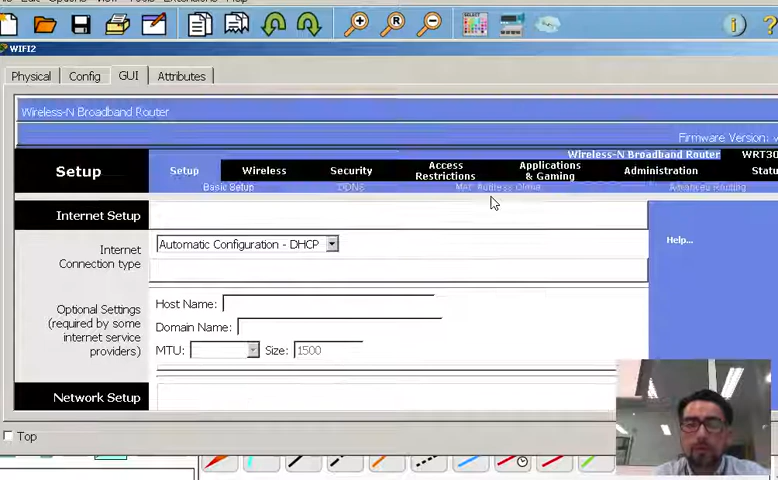 WIFI2
Physical Config GUI Attributes
Wireless-N Broadband Router
Firmware Version: v
Wireless-N Broadband Router WRT30
Setup
Setup Wireless Security Access Restrictions Applications & Gaming Administration Statu
Basic Setup DDNS MAC Address Clone Advanced Routing
Internet Setup
Internet Connection type
Automatic Configuration - DHCP
Help...
Optional Settings
(required by some
internet service
providers)
Host Name:
Domain Name:
MTU: Size: 1500
Network Setup
Top